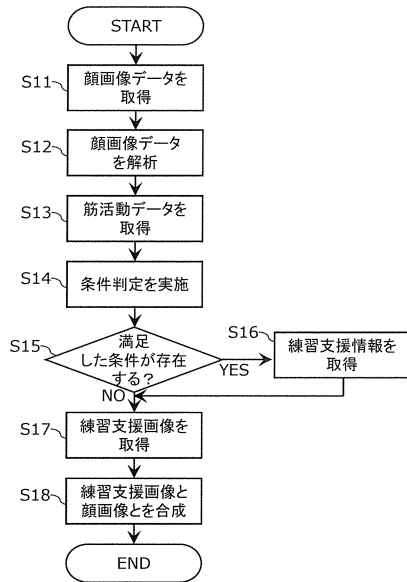 START
S11
顔画像データを
取得
S12
顔画像データ
を解析
S13
筋活動データを
取得
S14
条件判定を実施
S15
満足
した条件が存在
する？
YES
NO
S16
練習支援情報を
取得
S17
練習支援画像を
取得
S18
練習支援画像と
顔画像とを合成
END